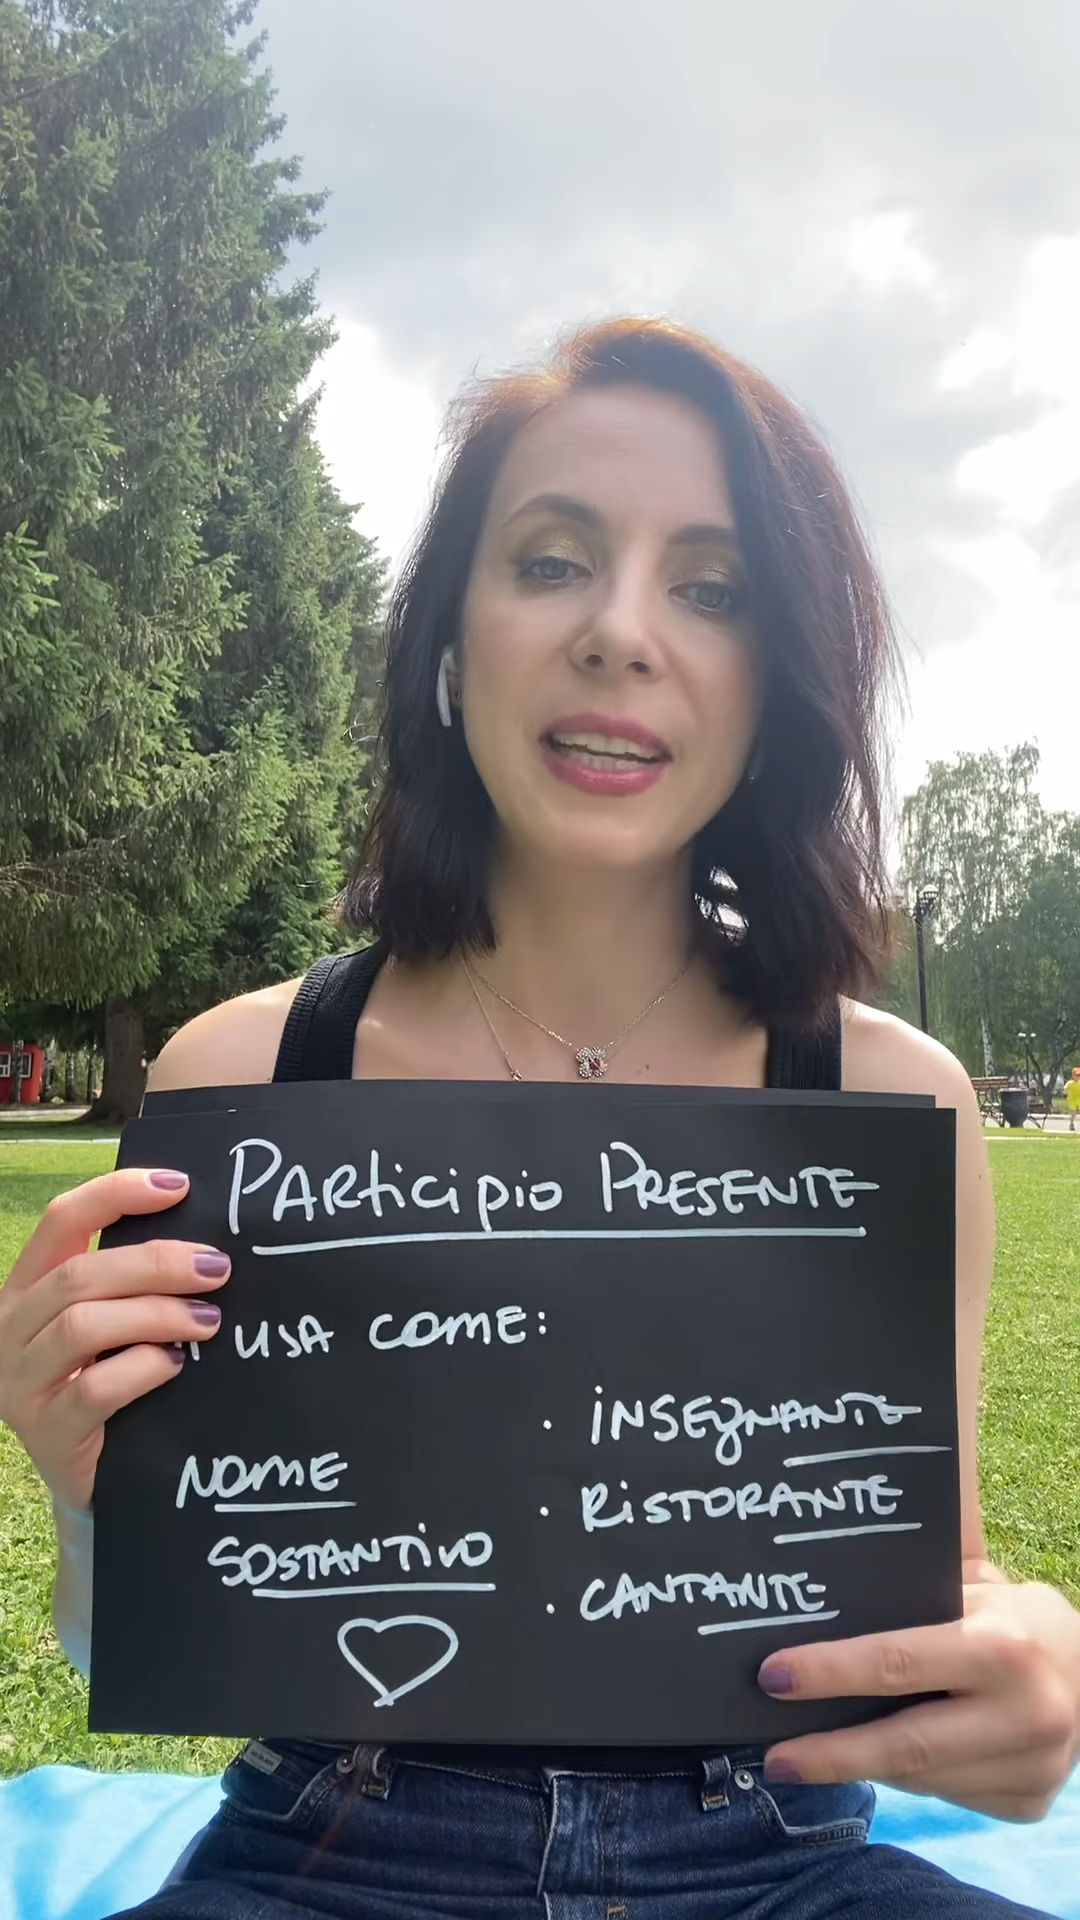 PARticipio PRESENTE
USA COME:
NOME
SOSTANTIVO
. iNSEgNANTE
. RiSTORANTE
. CANTANTE